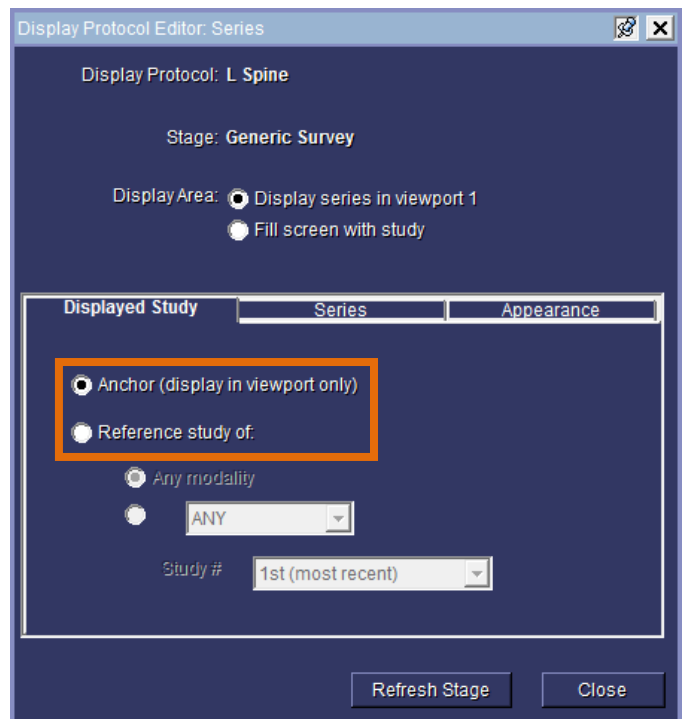 Display Protocol Editor: Series
Display Protocol: L Spine
Stage: Generic Survey
Display Area: Display series in viewport 1
Fill screen with study
Displayed Study Series Appearance
Anchor (display in viewport only)
Reference study of:
Any modality
ANY
Study # 1st (most recent)
Refresh Stage Close